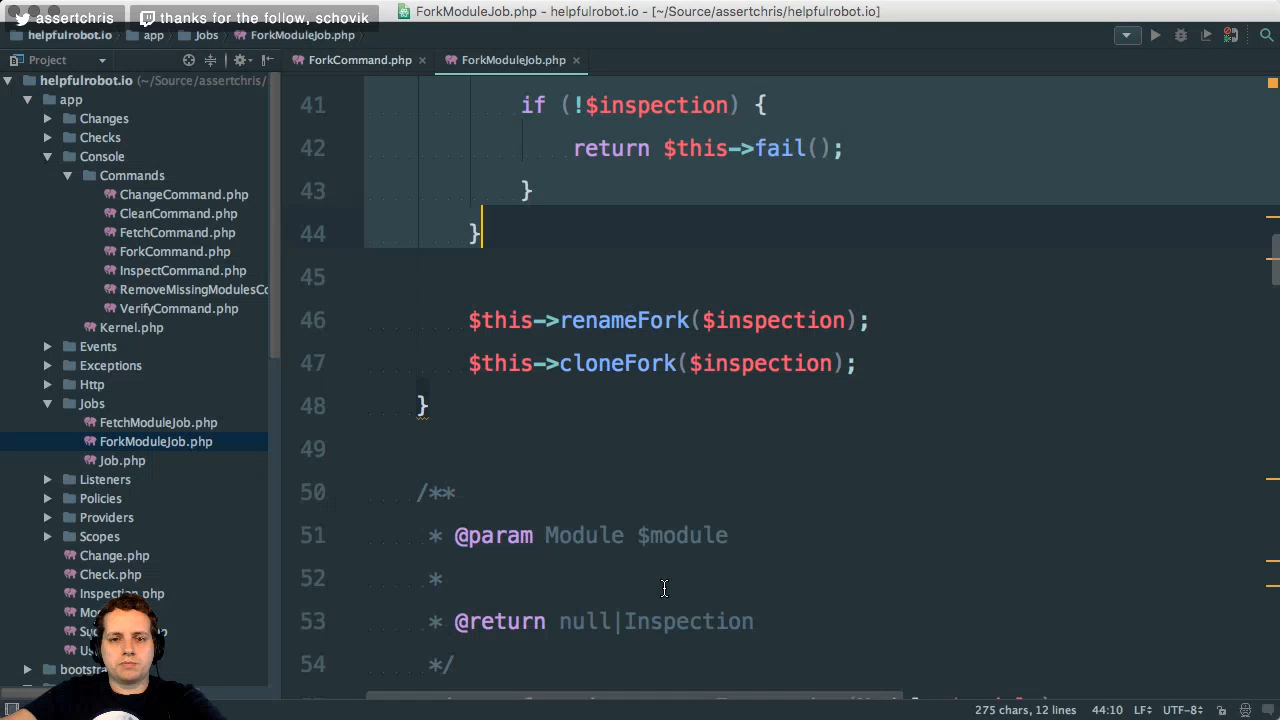 assertchris
thanks for the follow, schovik
ForkModuleJob.php - helpfulrobot.io - [~/Source/assertchris/helpfulrobot.io]
helpfulrobot.io
app
Jobs
ForkModuleJob.php
Project
ForkCommand.php
ForkModuleJob.php
helpfulrobot.io (~/Source/assertchris/
app
Changes
Checks
Console
Commands
ChangeCommand.php
CleanCommand.php
FetchCommand.php
ForkCommand.php
InspectCommand.php
RemoveMissingModulesCo
VerifyCommand.php
Kernel.php
Events
Exceptions
Http
Jobs
FetchModuleJob.php
ForkModuleJob.php
Job.php
Listeners
Policies
Providers
Scopes
Change.php
Check.php
Inspection.php
bootstra
41 if (!$inspection) {
42 return $this->fail();
43 }
44 }
45
46 $this->renameFork($inspection);
47 $this->cloneFork($inspection);
48 }
49
50 /**
51 * @param Module $module
52 *
53 * @return null|Inspection
54 */
275 chars, 12 lines 44:10 LF÷ UTF-8÷